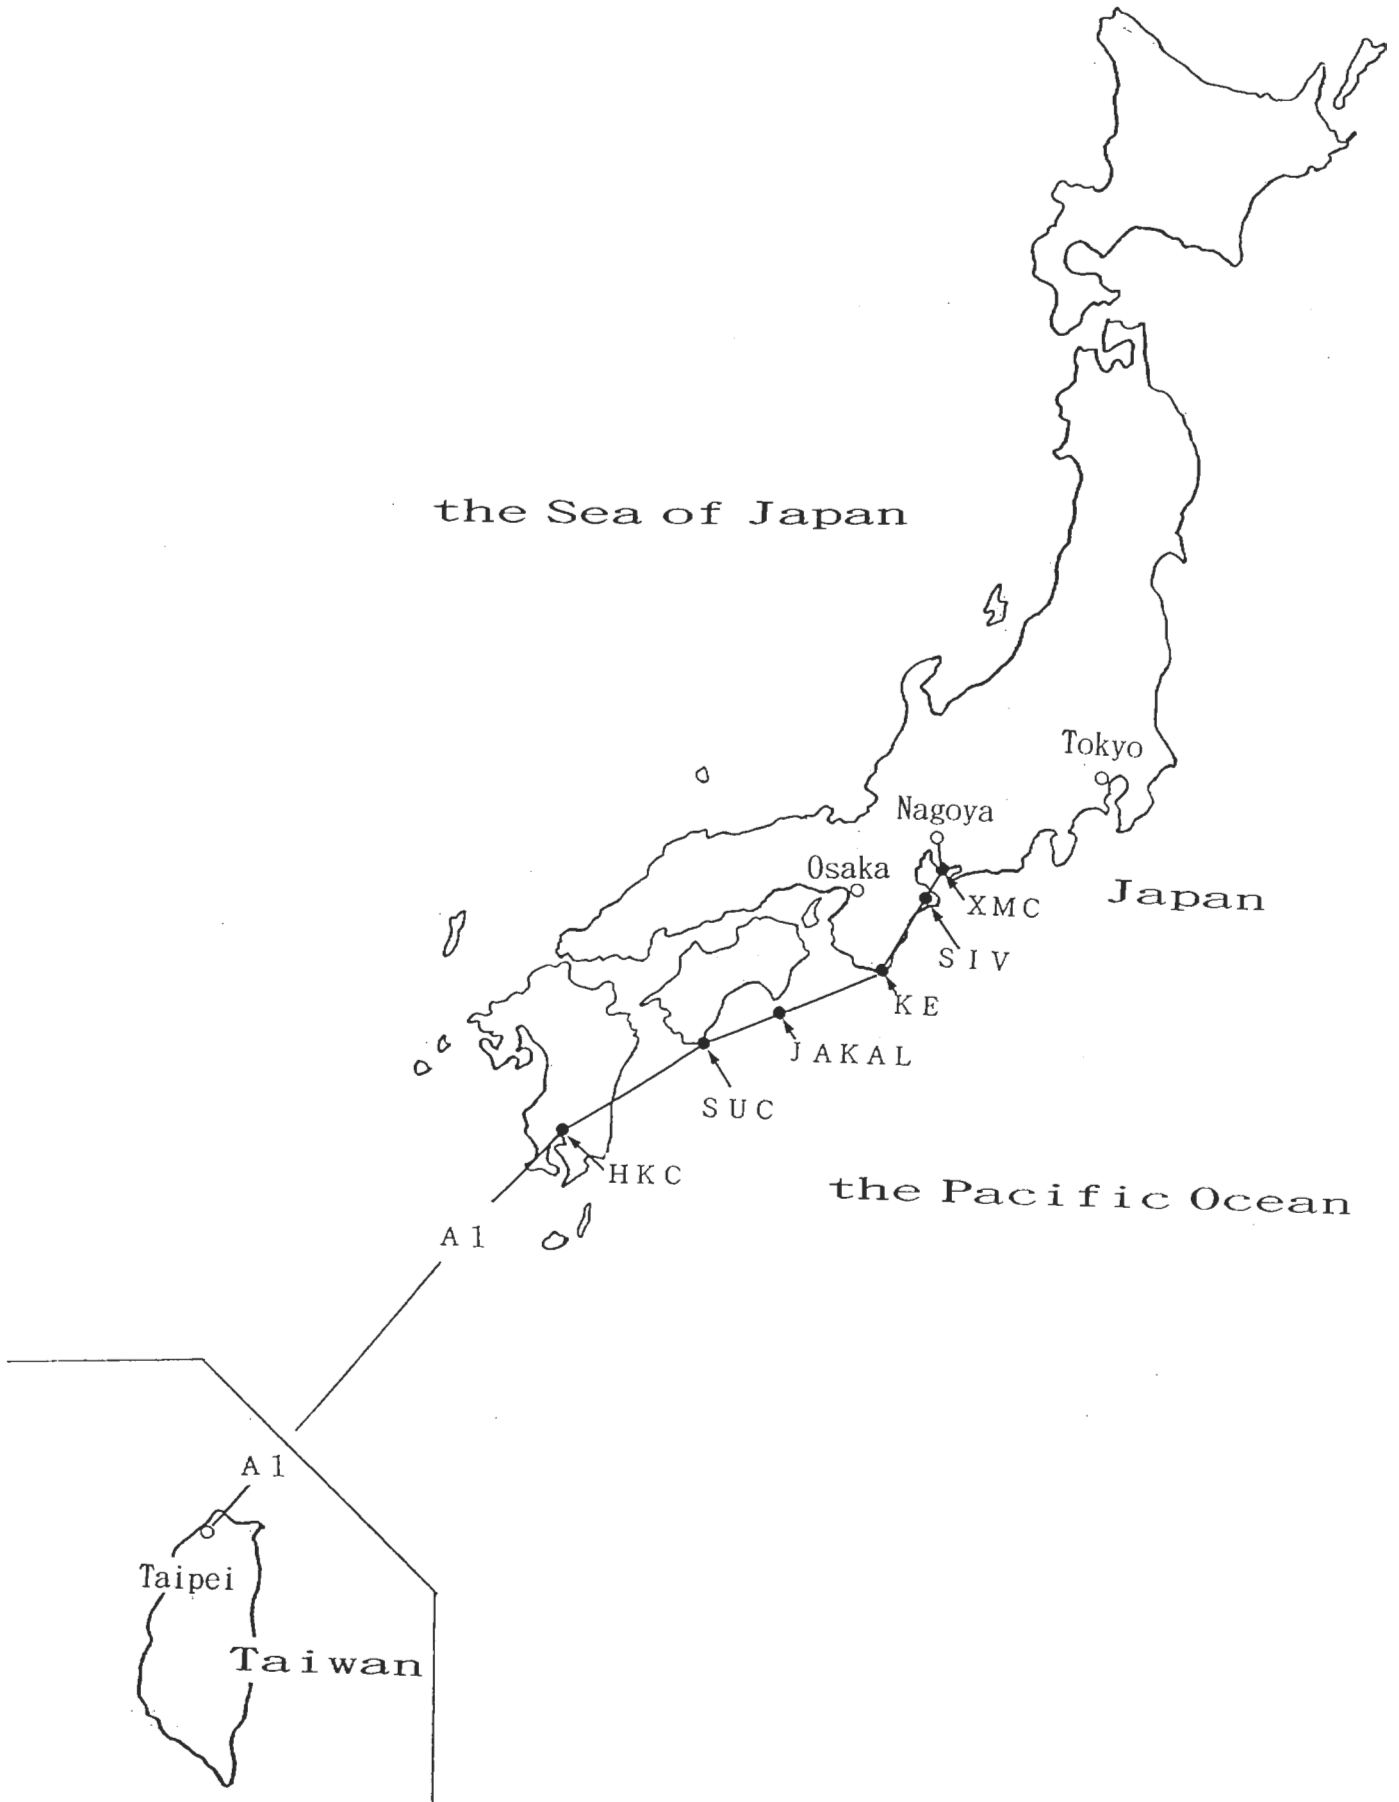 the Sea of Japan
Tokyo
Nagoya
Osaka
Japan
XMC
SIV
KE
JAKAL
SUC
HKC
the Pacific Ocean
A1
A1
Taipei
Taiwan